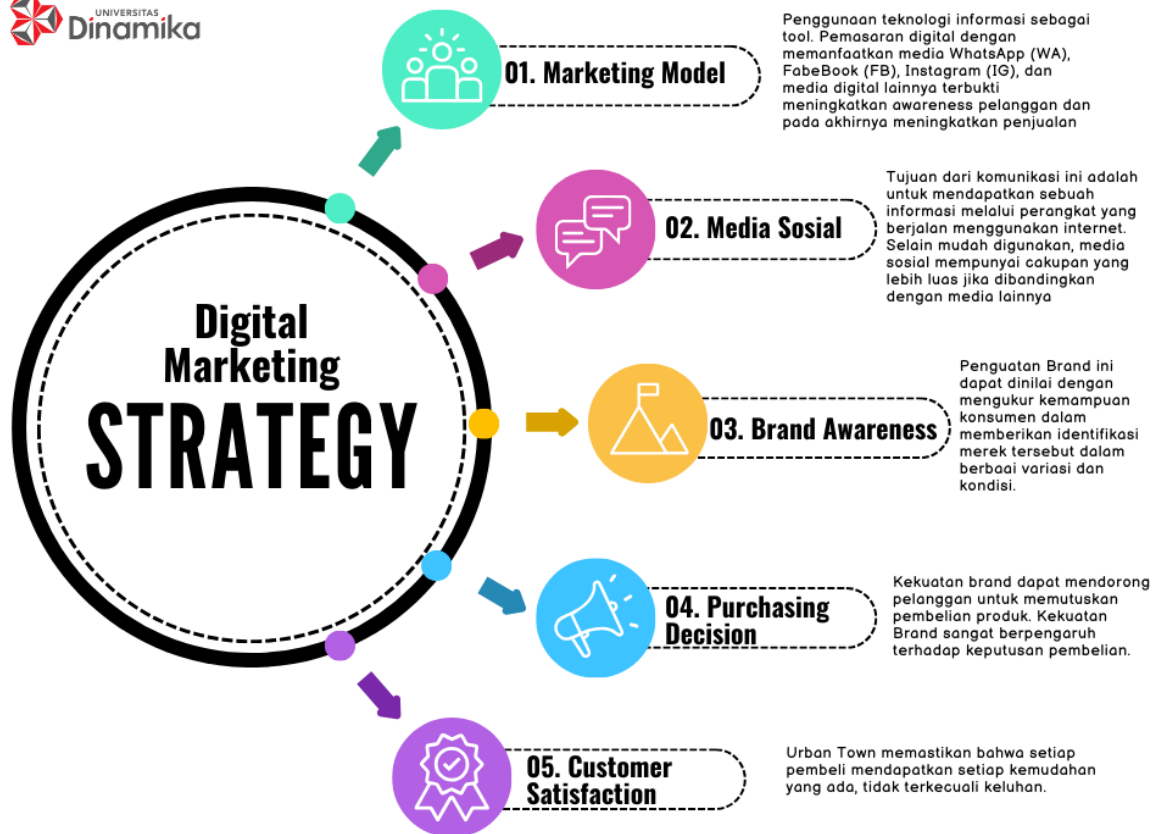 UNIVERSITAS
Dinamika
Digital
Marketing
STRATEGY
01. Marketing Model
Penggunaan teknologi informasi sebagai
tool. Pemasaran digital dengan
memanfaatkan media WhatsApp (WA),
FabeBook (FB), Instagram (IG), dan
media digital lainnya terbukti
meningkatkan awareness pelanggan dan
pada akhirnya meningkatkan penjualan
02. Media Sosial
Tujuan dari komunikasi ini adalah
untuk mendapatkan sebuah
informasi melalui perangkat yang
berjalan menggunakan internet.
Selain mudah digunakan, media
sosial mempunyai cakupan yang
lebih luas jika dibandingkan
dengan media lainnya
03. Brand Awareness
Penguatan Brand ini
dapat dinilai dengan
mengukur kemampuan
konsumen dalam
memberikan identifikasi
merek tersebut dalam
berbaai variasi dan
kondisi.
04. Purchasing
Decision
Kekuatan brand dapat mendorong
pelanggan untuk memutuskan
pembelian produk. Kekuatan
Brand sangat berpengaruh
terhadap keputusan pembelian.
05. Customer
Satisfaction
Urban Town memastikan bahwa setiap
pembeli mendapatkan setiap kemudahan
yang ada, tidak terkecuali keluhan.